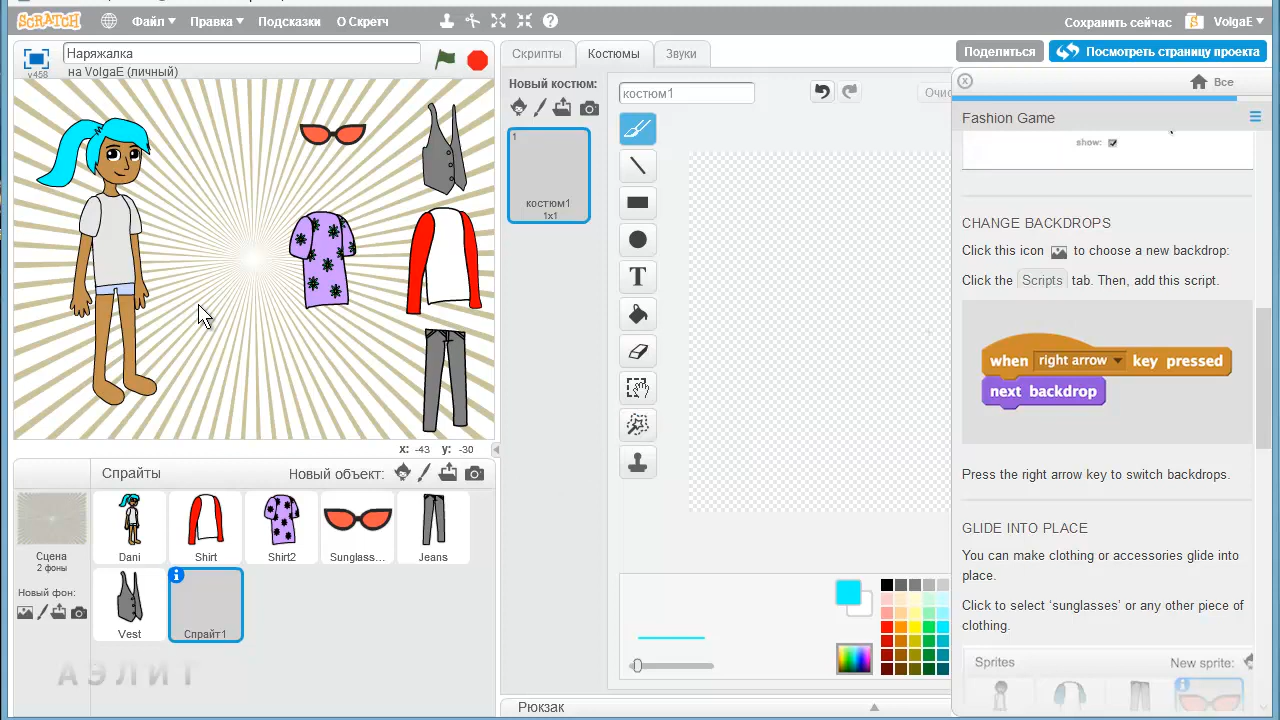 SCRATCH
Файл
Правка
Подсказки
О Скретч
Сохранить сейчас
VolgaE
v458
Наряжалка
на VolgaE (личный)
Скрипты
Костюмы
Звуки
Поделиться
Посмотреть страницу проекта
Новый костюм:
1
костюм1
1x1
костюм1
Очис
T
x: -43 y: -30
Спрайты
Новый объект:
Сцена
2 фоны
Новый фон:
Dani
Shirt
Shirt2
Sunglass...
Jeans
Vest
Спрайт1
АЭЛИТ
Рюкзак
Все
Fashion Game
show:
CHANGE BACKDROPS
Click this icon to choose a new backdrop:
Click the Scripts tab. Then, add this script.
when right arrow key pressed
next backdrop
Press the right arrow key to switch backdrops.
GLIDE INTO PLACE
You can make clothing or accessories glide into
place.
Click to select ‘sunglasses’ or any other piece of
clothing.
Sprites
New sprite: